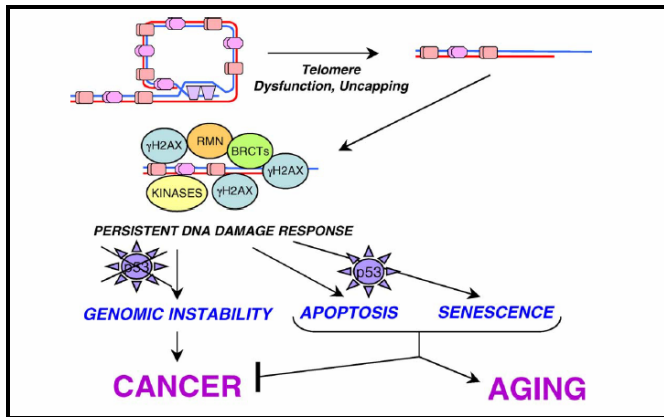 Telomere
Dysfunction, Uncapping
γH2AX
RMN
BRCTs
γH2AX
KINASES
γH2AX
PERSISTENT DNA DAMAGE RESPONSE
p53
p53
GENOMIC INSTABILITY
APOPTOSIS
SENESCENCE
CANCER
AGING